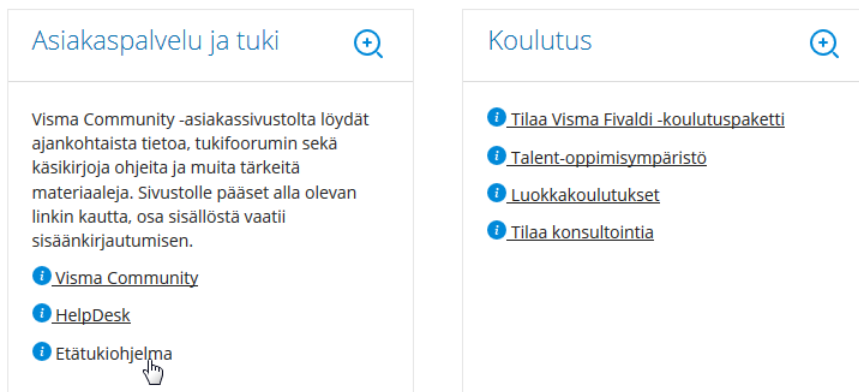 Asiakaspalvelu ja tuki
Visma Community -asiakassivustolta löydät
ajankohtaista tietoa, tukifoorumin sekä
käsikirjoja ohjeita ja muita tärkeitä
materiaaleja. Sivustolle pääset alla olevan
linkin kautta, osa sisällöstä vaatii
sisäänkirjautumisen.
Visma Community
HelpDesk
Etätukiohjelma
Koulutus
Tilaa Visma Fivaldi -koulutuspaketti
Talent-oppimisympäristö
Luokkakoulutukset
Tilaa konsultointia